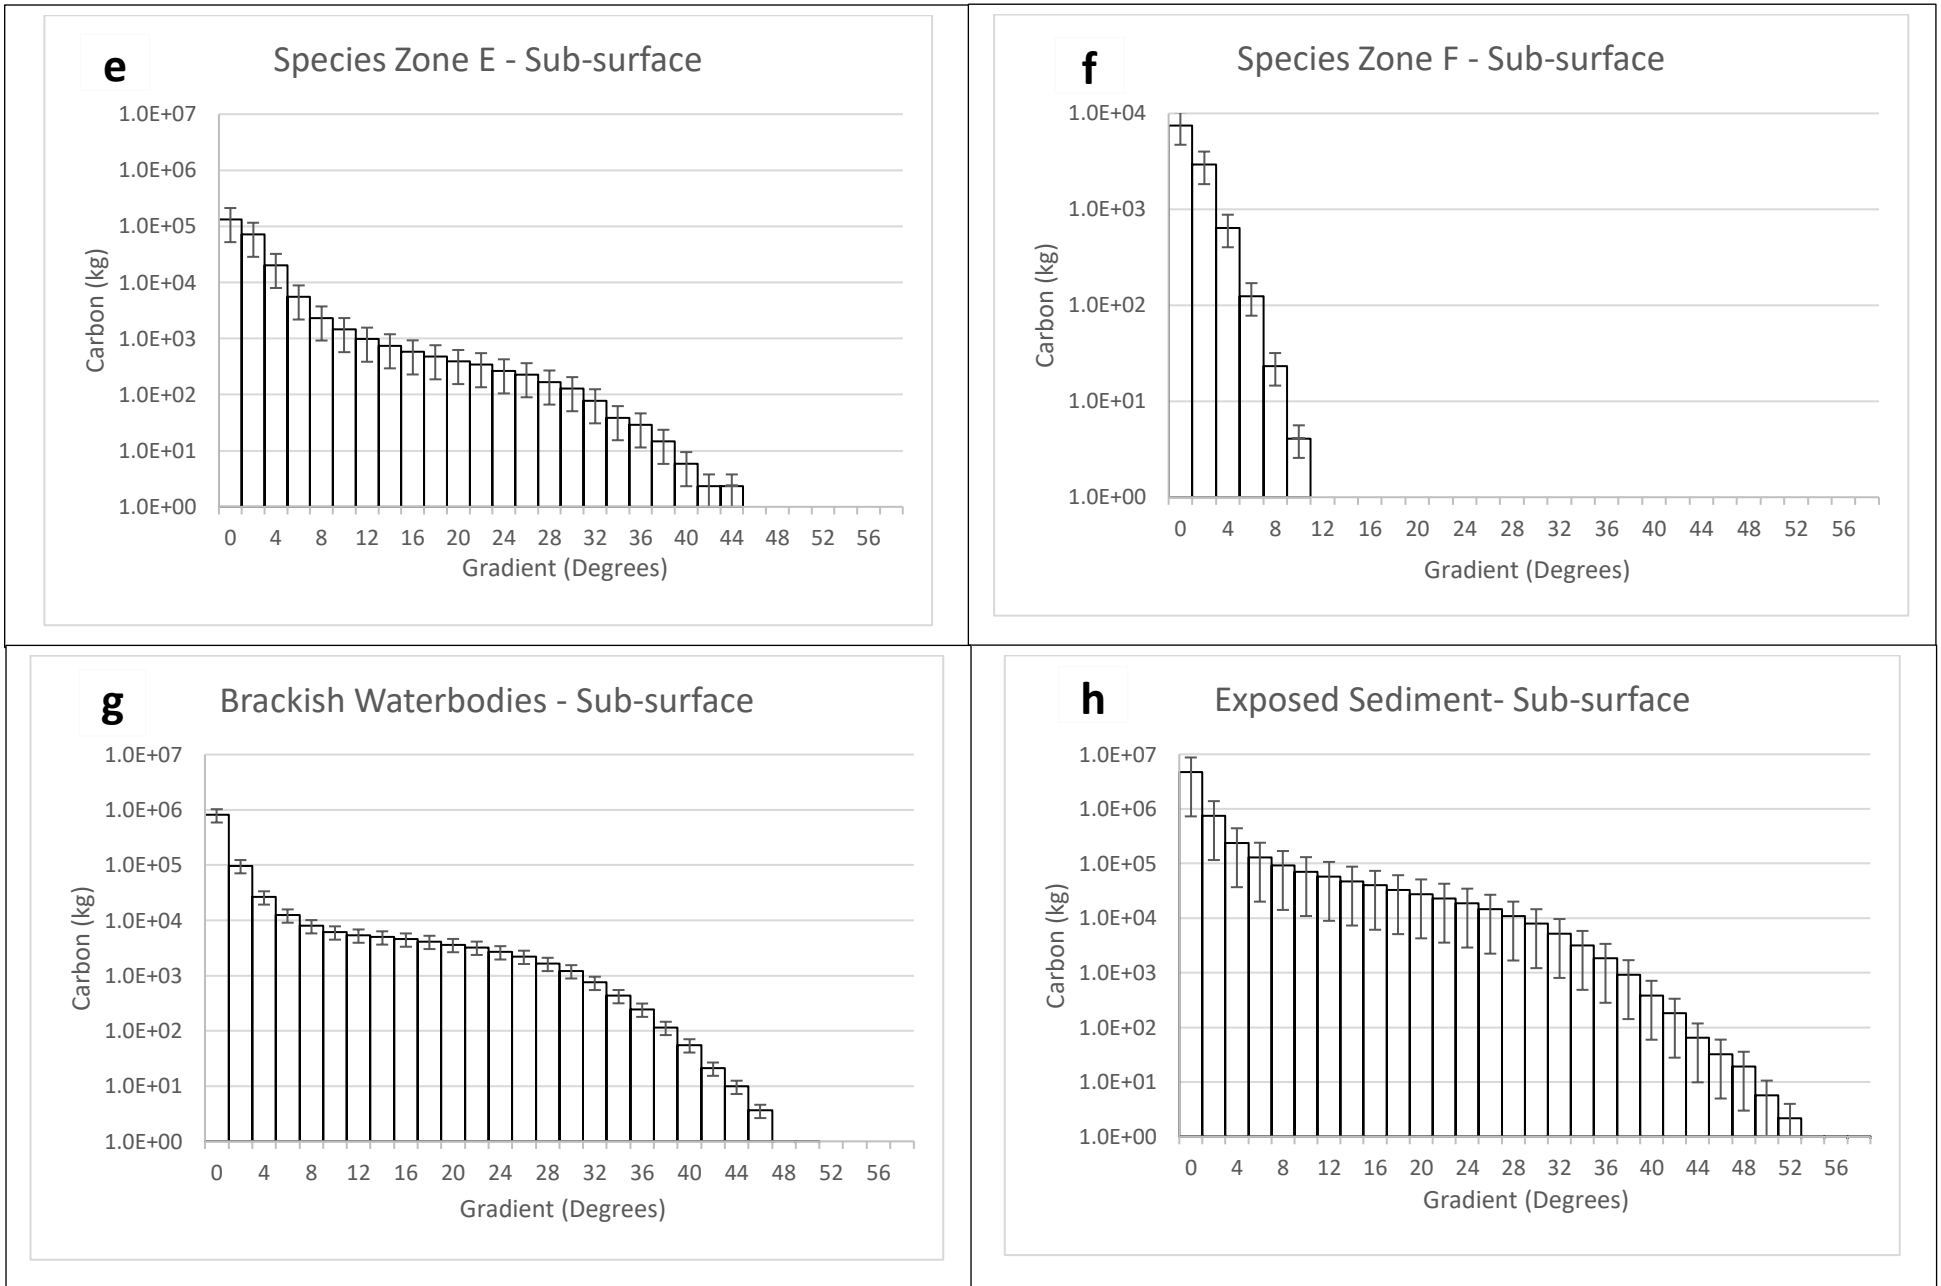 e
Species Zone E - Sub-surface
1.0E+07
1.0E+06
1.0E+05
1.0E+04
1.0E+03
1.0E+02
1.0E+01
1.0E+00
Carbon (kg)
0 4 8 12 16 20 24 28 32 36 40 44 48 52 56
Gradient (Degrees)
f
Species Zone F - Sub-surface
1.0E+04
1.0E+03
1.0E+02
1.0E+01
1.0E+00
Carbon (kg)
0 4 8 12 16 20 24 28 32 36 40 44 48 52 56
Gradient (Degrees)
g
Brackish Waterbodies - Sub-surface
1.0E+07
1.0E+06
1.0E+05
1.0E+04
1.0E+03
1.0E+02
1.0E+01
1.0E+00
Carbon (kg)
0 4 8 12 16 20 24 28 32 36 40 44 48 52 56
Gradient (Degrees)
h
Exposed Sediment- Sub-surface
1.0E+07
1.0E+06
1.0E+05
1.0E+04
1.0E+03
1.0E+02
1.0E+01
1.0E+00
Carbon (kg)
0 4 8 12 16 20 24 28 32 36 40 44 48 52 56
Gradient (Degrees)